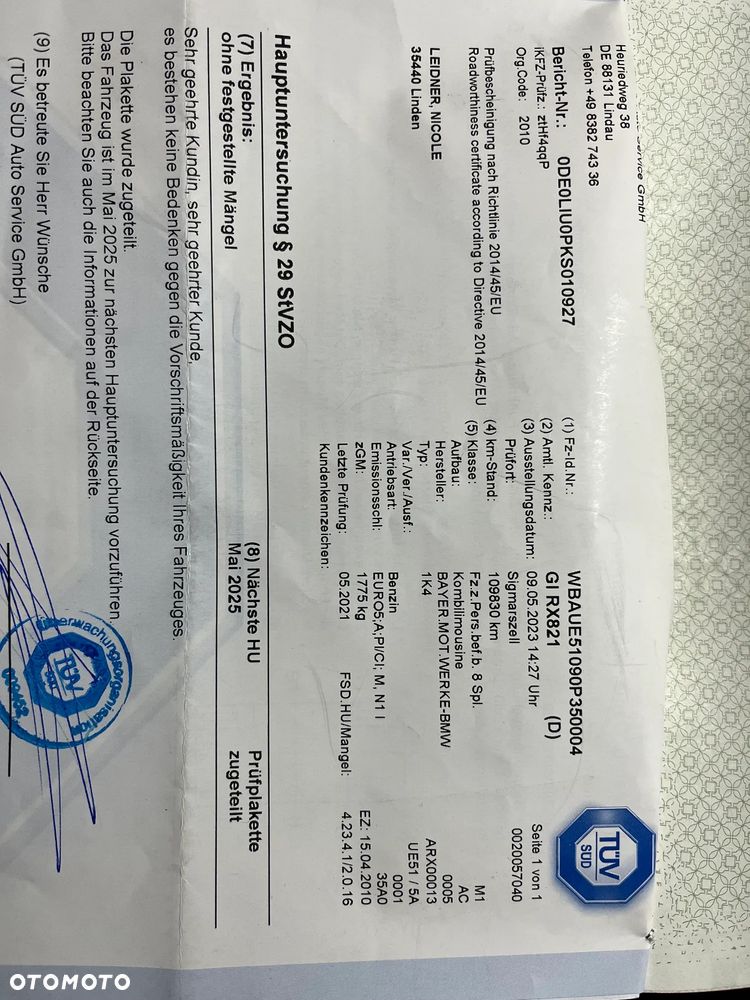 Service GmbH
Heuriedweg 38
DE 88131 Lindau
Telefon +49 8382 743 36
Bericht-Nr.: 0DE0LIU0PKS010927
iKFZ-Prüfz.: ztHf4qqP
Org.Code: 2010
Prüfbescheinigung nach Richtlinie 2014/45/EU
Roadworthiness certificate according to Directive 2014/45/EU
LEIDNER, NICOLE
35440 Linden
TÜV
SÜD
Seite 1 von 1
0020057040
(1) Fz-Id.Nr.: WBAUE51090P350004
(2) Amtl. Kennz.: GI RX821 (D)
(3) Ausstellungsdatum: 09.05.2023 14:27 Uhr
Prüfort: Sigmarszell
(4) km-Stand: 109830 km
(5) Klasse: Fz.z.Pers.bef.b. 8 Spl. M1
Aufbau: Kombilimousine AC
Hersteller: BAYER.MOT.WERKE-BMW 0005
Typ: 1K4 ARX00013
Var./Ver./Ausf.: UE51 / 5A
Antriebsart: Benzin 0001
Emissionsschl: EURO5;A;PI/CI; M, N1 I 35A0
zGM: 1775 kg EZ: 15.04.2010
Letzte Prüfung: 05.2021 FSD.HU/Mangel: 4.23:4.1/2.0.16
Kundenkennzeichen:
Hauptuntersuchung § 29 StVZO
(7) Ergebnis: (8) Nächste HU Prüfplakette
ohne festgestellte Mängel Mai 2025 zugeteilt
Sehr geehrte Kundin, sehr geehrter Kunde,
es bestehen keine Bedenken gegen die Vorschriftsmäßigkeit Ihres Fahrzeuges.
Die Plakette wurde zugeteilt.
Das Fahrzeug ist im Mai 2025 zur nächsten Hauptuntersuchung vorzuführen.
Bitte beachten Sie auch die Informationen auf der Rückseite.
(9) Es betreute Sie Herr Wünsche
(TÜV SÜD Auto Service GmbH)
Überwachungsorganisation
TÜV
OTOMOTO